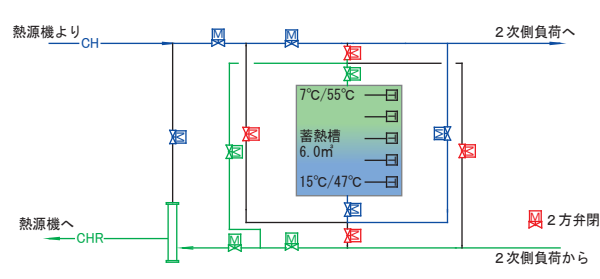 熱源機より
CH
２次側負荷へ
7℃/55℃
蓄熱槽
6.0㎥
15℃/47℃
熱源機へ
CHR
２方弁閉
２次側負荷から